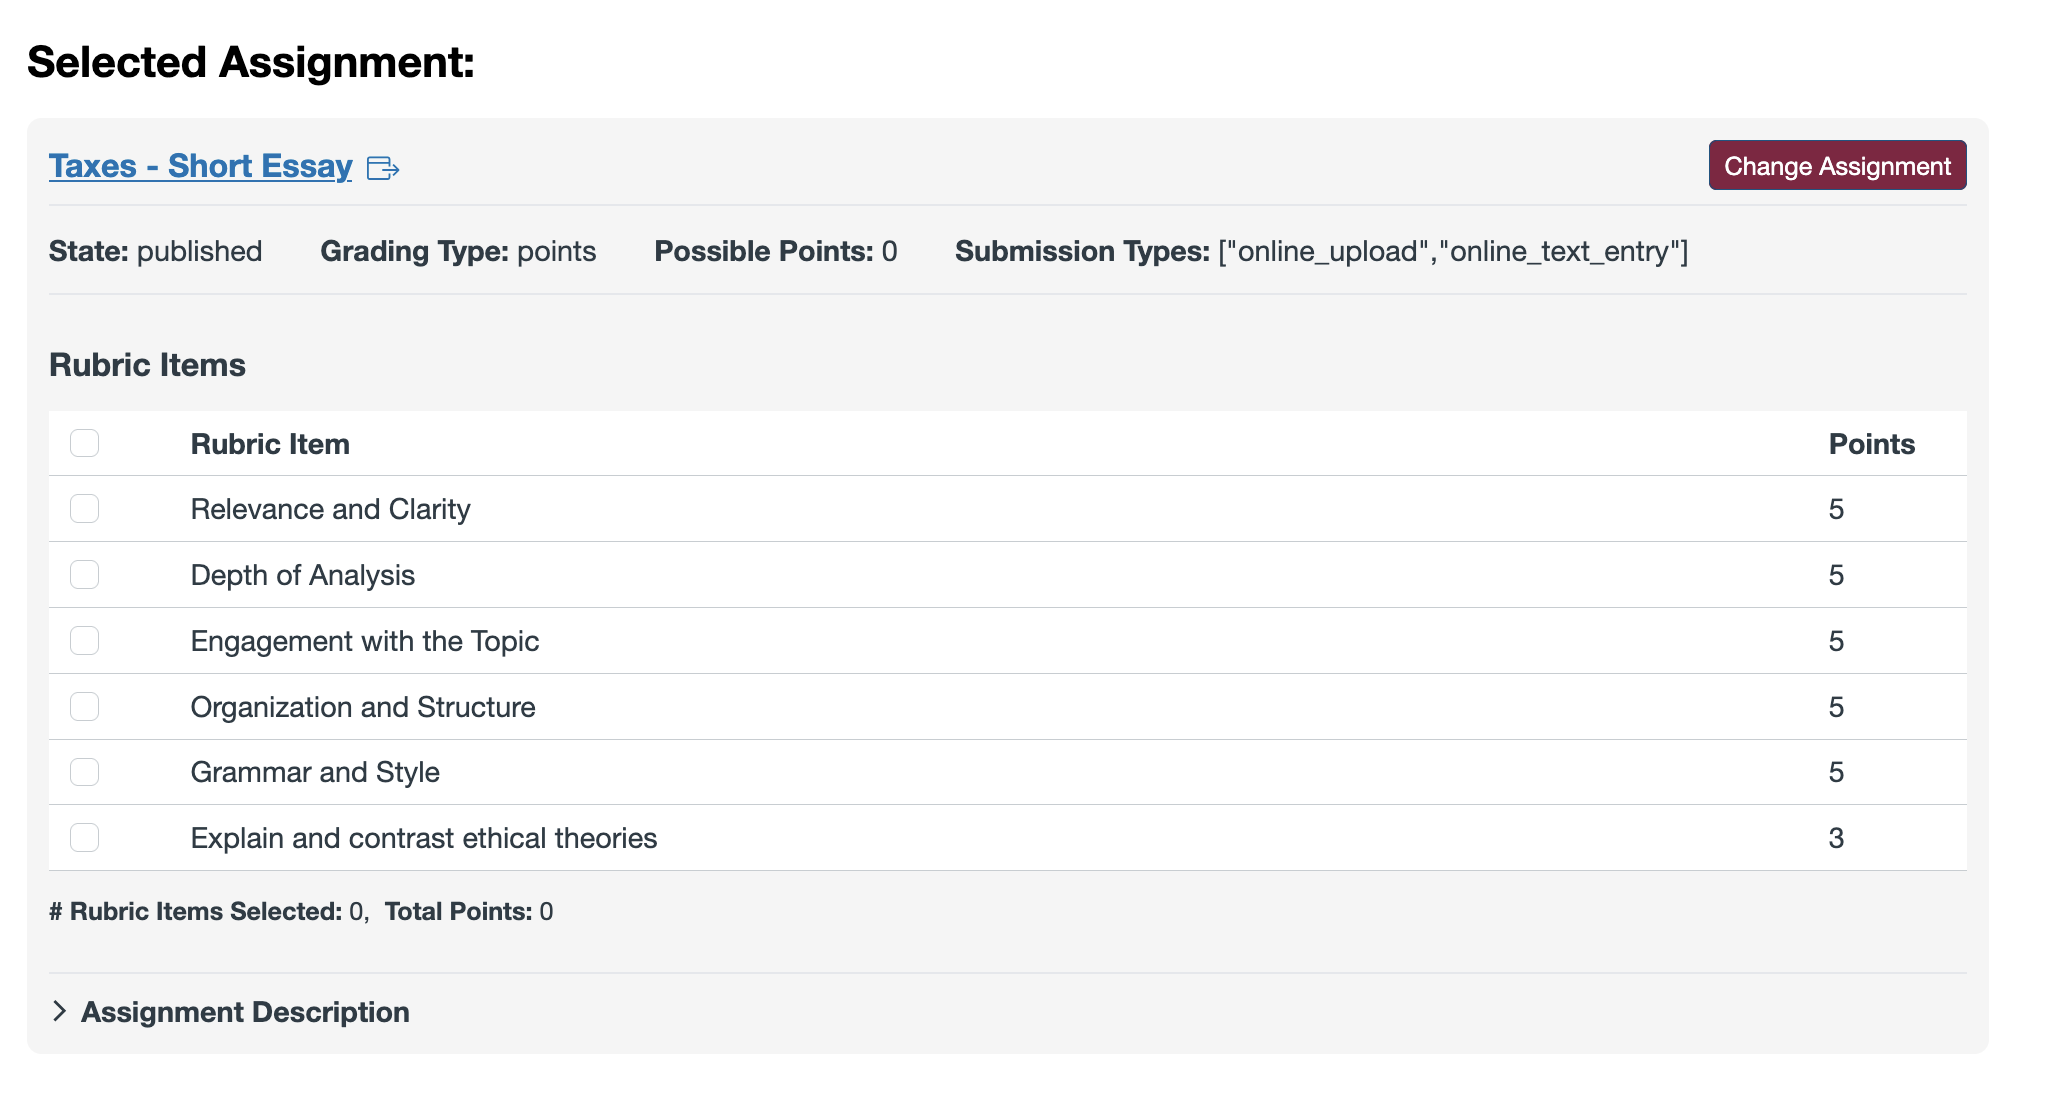 Selected Assignment:
Taxes - Short Essay
Change Assignment
State: published Grading Type: points Possible Points: 0 Submission Types: ["online_upload","online_text_entry"]
Rubric Items
Rubric Item Points
Relevance and Clarity 5
Depth of Analysis 5
Engagement with the Topic 5
Organization and Structure 5
Grammar and Style 5
Explain and contrast ethical theories 3
# Rubric Items Selected: 0, Total Points: 0
Assignment Description